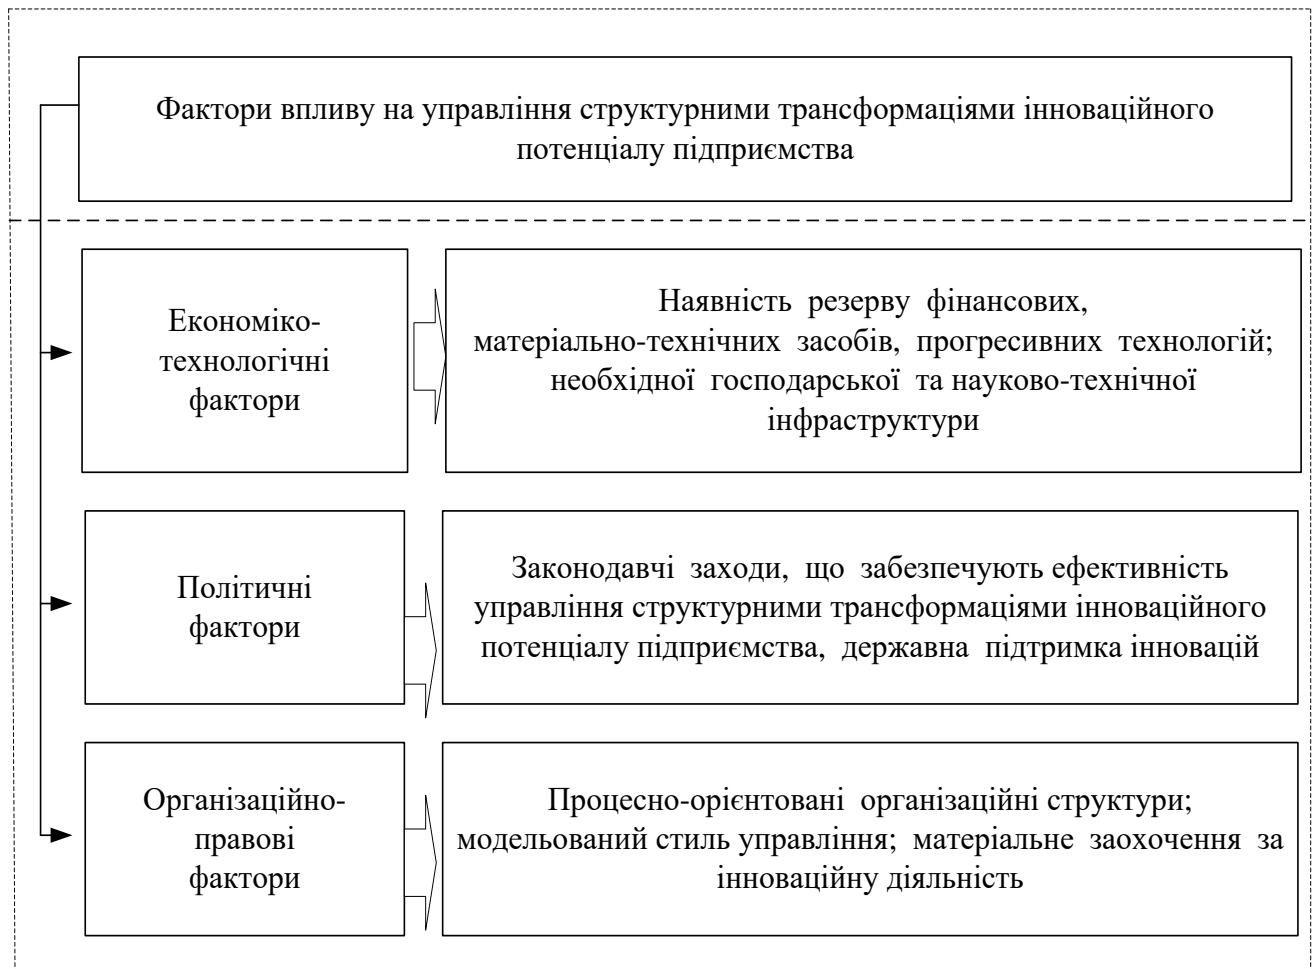 Фактори впливу на управління структурними трансформаціями інноваційного
потенціалу підприємства
Економіко-
технологічні
фактори
Наявність резерву фінансових,
матеріально-технічних засобів, прогресивних технологій;
необхідної господарської та науково-технічної
інфраструктури
Політичні
фактори
Законодавчі заходи, що забезпечують ефективність
управління структурними трансформаціями інноваційного
потенціалу підприємства, державна підтримка інновацій
Організаційно-
правові
фактори
Процесно-орієнтовані організаційні структури;
модельований стиль управління; матеріальне заохочення за
інноваційну діяльність